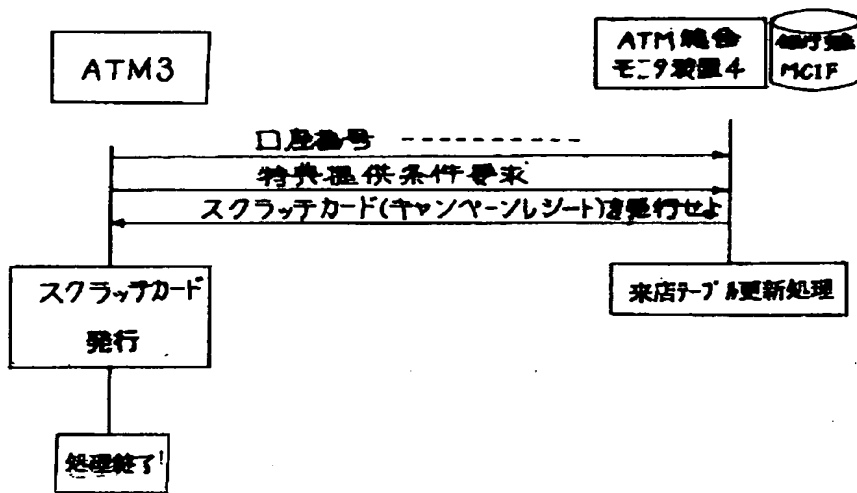 ATM3
ATM統合
モニタ装置4
MCIF
口座番号 ----------
特典提供条件要求
スクラッチカード(キャンペーンレシート)を発行せよ
スクラッチカード
発行
来店テーブル更新処理
処理終了